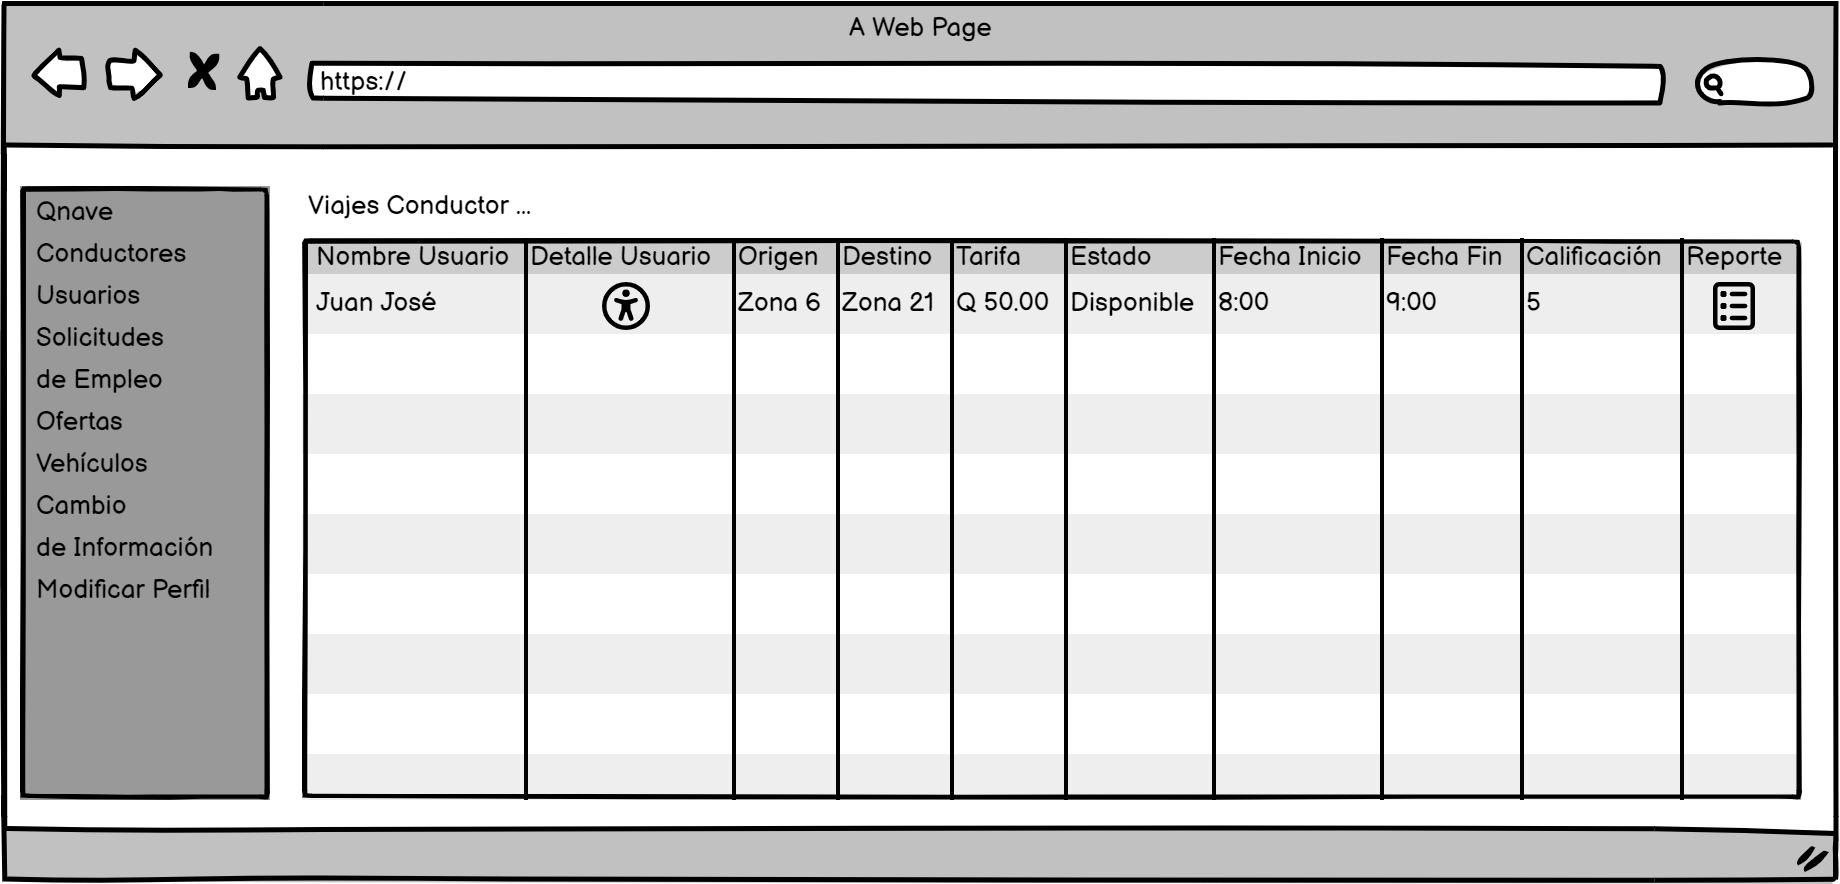 A Web Page
https://
Qnave
Conductores
Usuarios
Solicitudes
de Empleo
Ofertas
Vehículos
Cambio
de Información
Modificar Perfil
Viajes Conductor ...
Nombre Usuario Detalle Usuario Origen Destino Tarifa Estado Fecha Inicio Fecha Fin Calificación Reporte
Juan José Zona 6 Zona 21 Q 50.00 Disponible 8:00 9:00 5